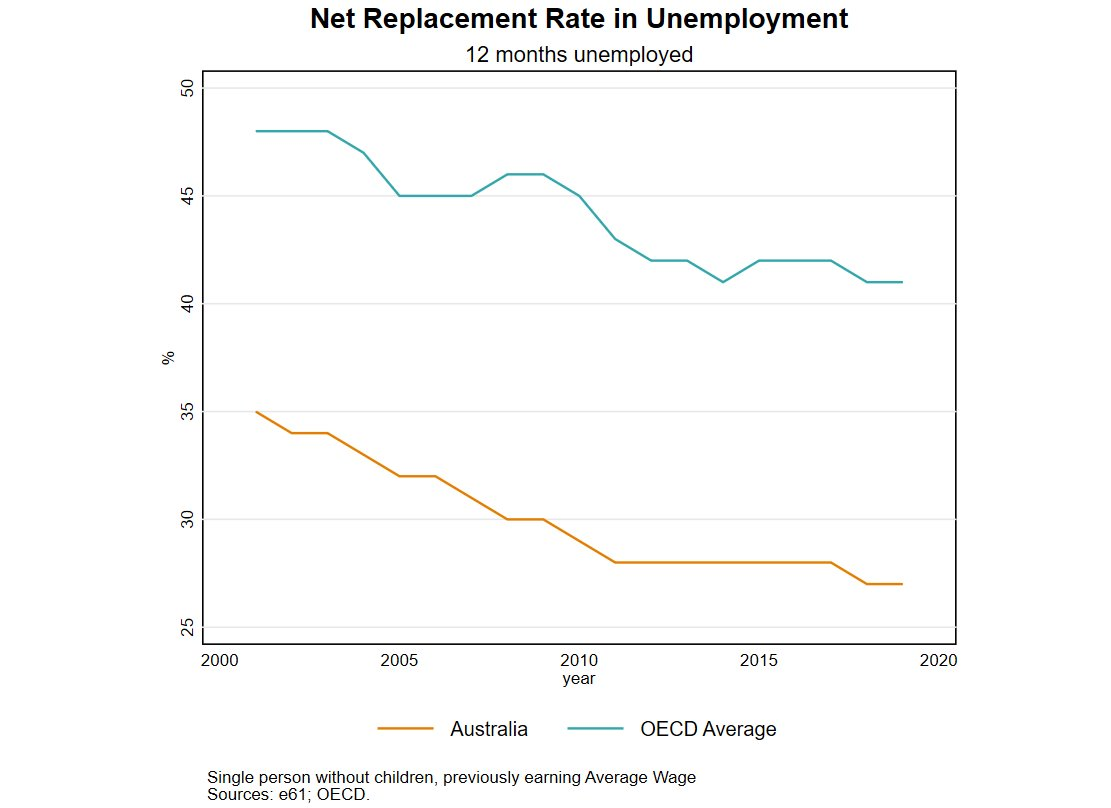 Net Replacement Rate in Unemployment
12 months unemployed
50
45
40
35
30
25
%
2000 2005 2010 2015 2020
year
Australia OECD Average
Single person without children, previously earning Average Wage
Sources: e61; OECD.